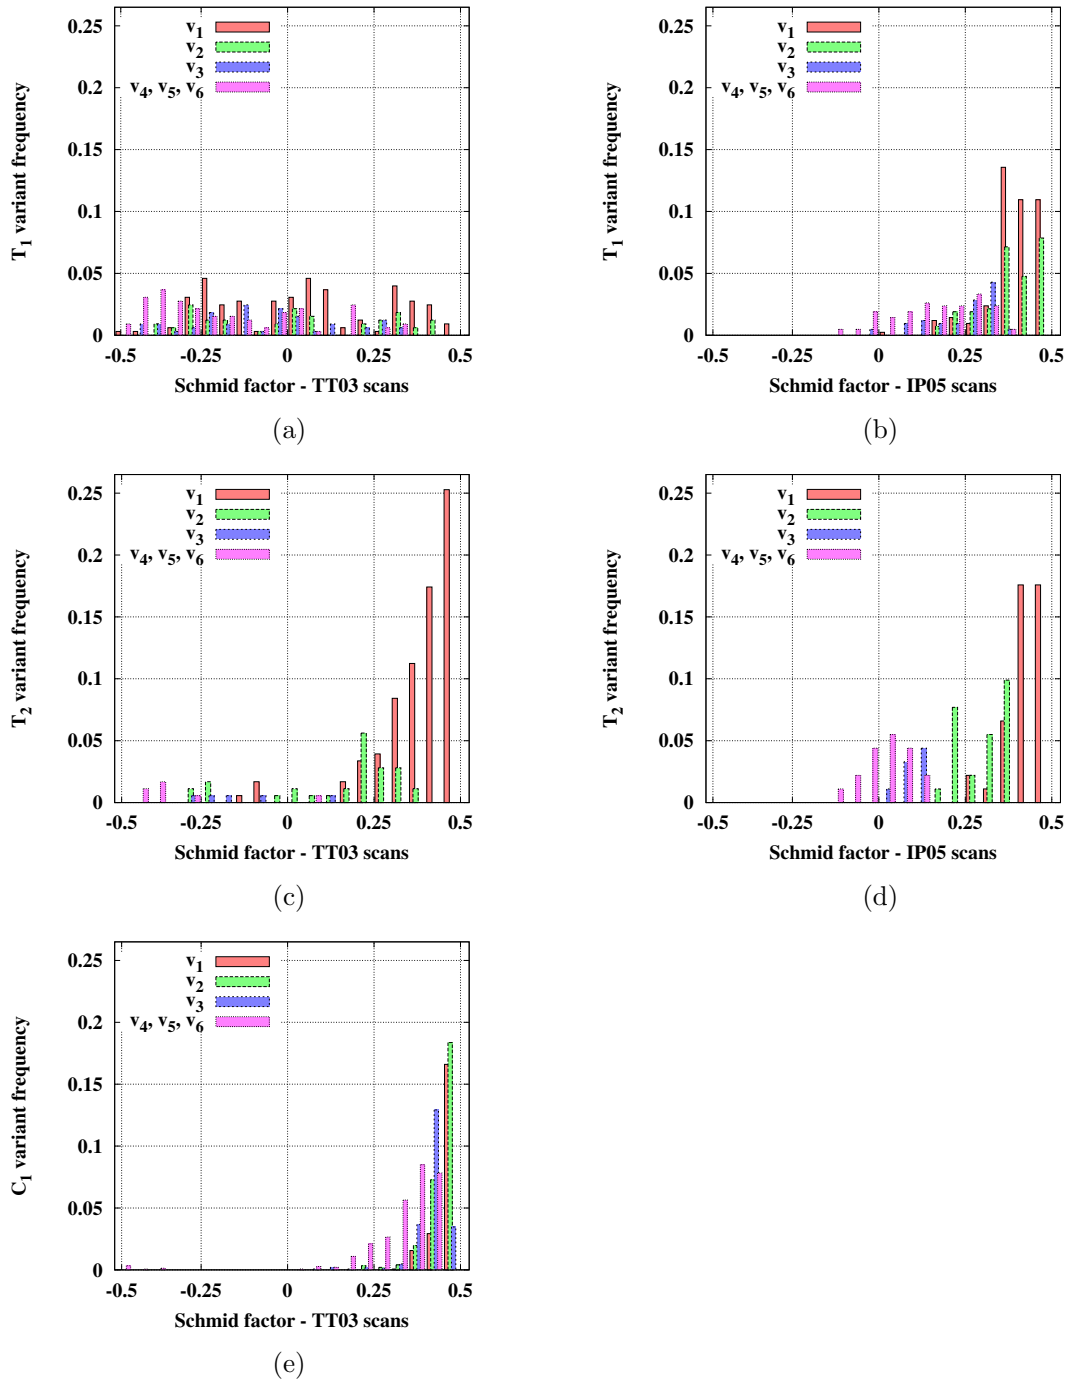 T1 variant frequency
0.25
0.2
0.15
0.1
0.05
0
v1
v2
v3
v4, v5, v6
-0.5 -0.25 0 0.25 0.5
Schmid factor - TT03 scans
(a)
T1 variant frequency
0.25
0.2
0.15
0.1
0.05
0
v1
v2
v3
v4, v5, v6
-0.5 0 0.25 0.5
Schmid factor - IP05 scans
(b)
T2 variant frequency
0.25
0.2
0.15
0.1
0.05
0
v1
v2
v3
v4, v5, v6
-0.5 -0.25 0 0.25 0.5
Schmid factor - TT03 scans
(c)
T2 variant frequency
0.25
0.2
0.15
0.1
0.05
0
v1
v2
v3
v4, v5, v6
-0.5 0 0.25 0.5
Schmid factor - IP05 scans
(d)
C1 variant frequency
0.25
0.2
0.15
0.1
0.05
0
v1
v2
v3
v4, v5, v6
-0.5 -0.25 0 0.25 0.5
Schmid factor - TT03 scans
(e)